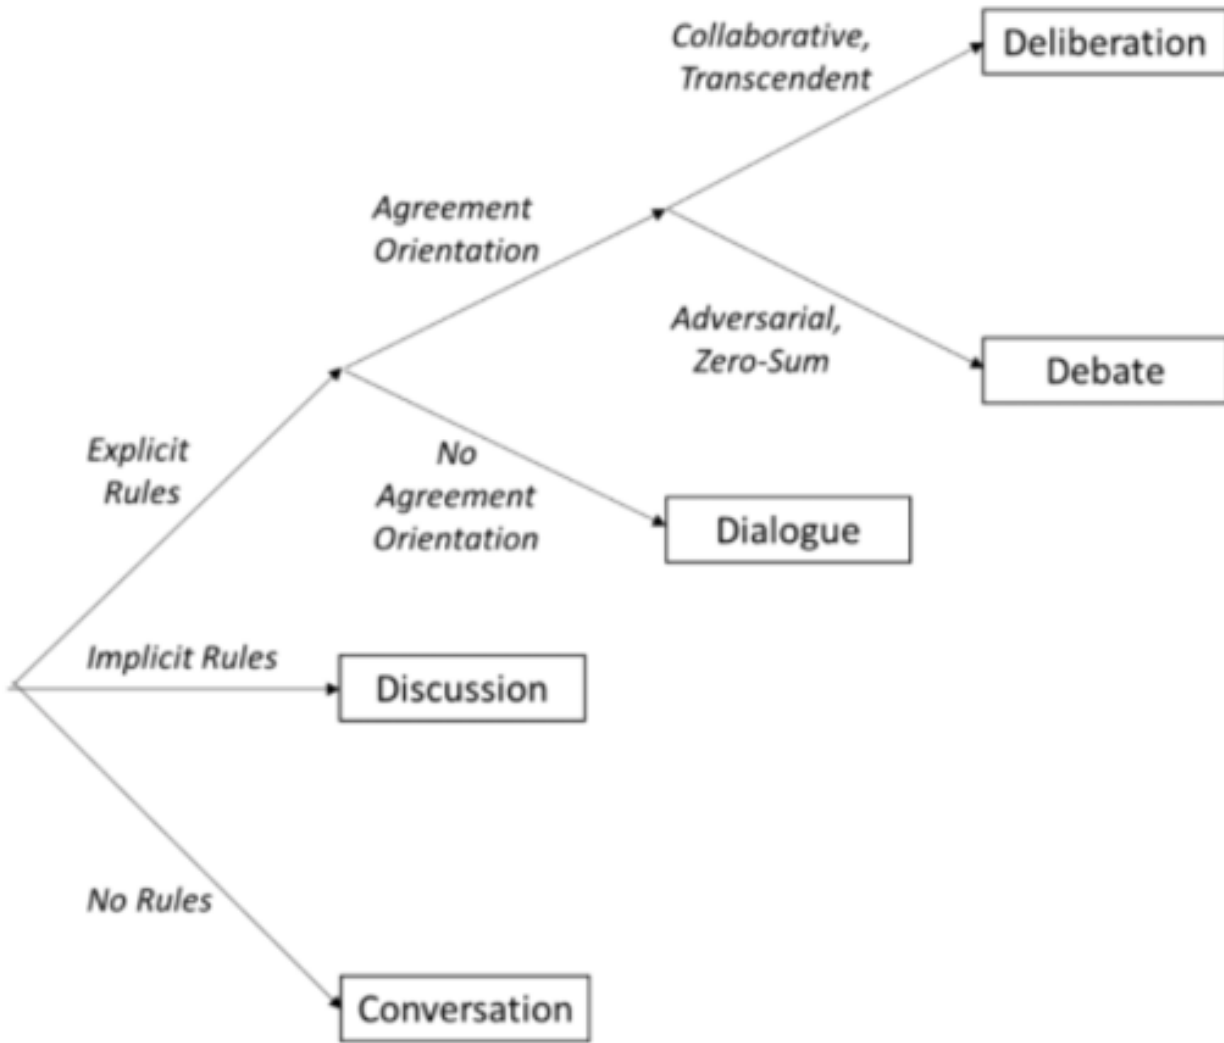 Collaborative,
Transcendent
Deliberation
Agreement
Orientation
Adversarial,
Zero-Sum
Debate
Explicit
Rules
No
Agreement
Orientation
Dialogue
Implicit Rules
Discussion
No Rules
Conversation